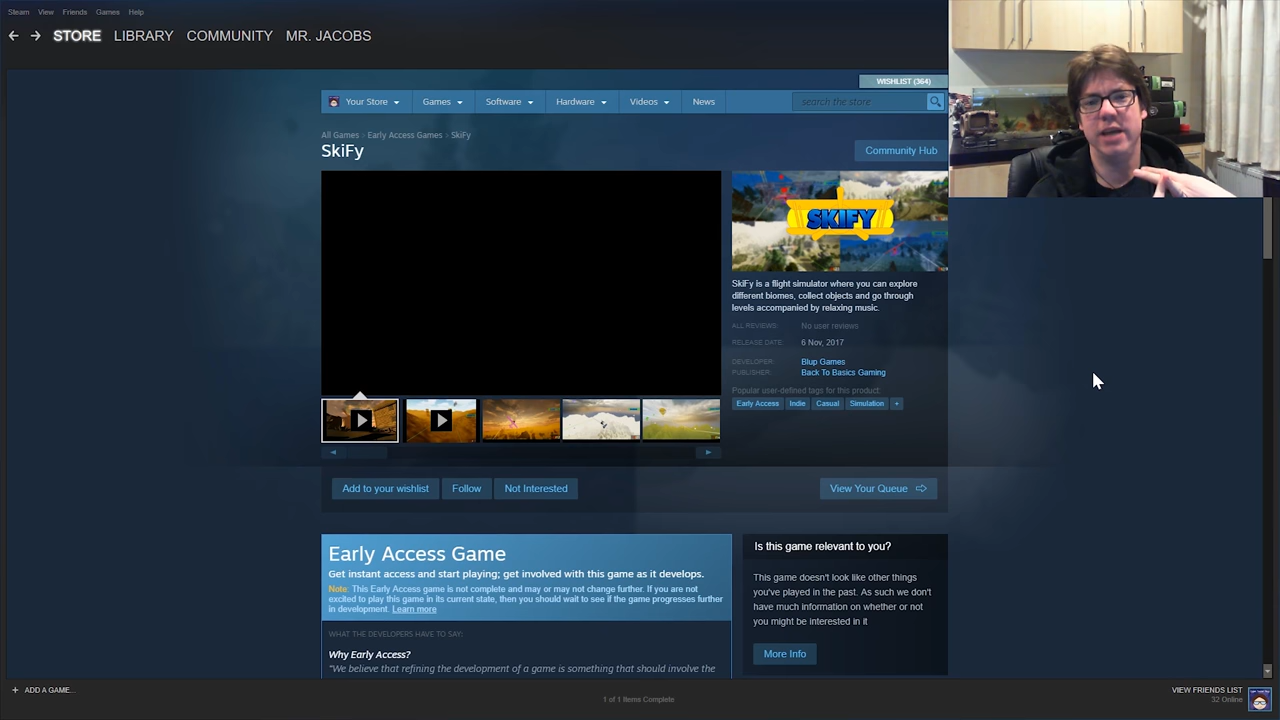 Steam View Friends Games Help
STORE LIBRARY COMMUNITY MR. JACOBS
WISHLIST (364)
Your Store Games Software Hardware Videos News search the store
All Games > Early Access Games > SkiFy
SkiFy
Community Hub
SKIFY
SkiFy is a flight simulator where you can explore
different biomes, collect objects and go through
levels accompanied by relaxing music.
ALL REVIEWS: No user reviews
RELEASE DATE: 6 Nov, 2017
DEVELOPER: Blup Games
PUBLISHER: Back To Basics Gaming
Popular user-defined tags for this product:
Early Access Indie Casual Simulation +
Add to your wishlist Follow Not Interested View Your Queue
Early Access Game
Get instant access and start playing; get involved with this game as it develops.
Note: This Early Access game is not complete and may or may not change further. If you are
excited to play this game in its current state, then you should wait to see if the game progresses further
in development. Learn more
WHAT THE DEVELOPERS HAVE TO SAY:
Why Early Access?
"We believe that refining the development of a game is something that should involve the
Is this game relevant to you?
This game doesn't look like other things
you've played in the past. As such we don't
have much information on whether or not
you might be interested in it
More Info
+ ADD A GAME...
1 of 1 Items Complete
VIEW FRIENDS LIST
32 Online